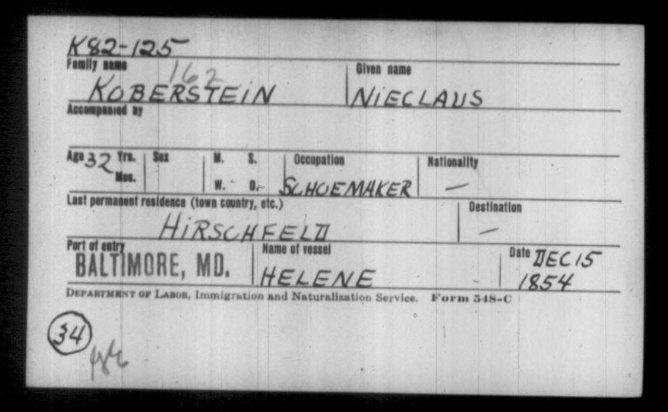 K82-125
Family name 162 Given name
KOBERSTEIN NIECLAUS
Accompanied by
Age 32 Yrs. Sex M. S. Occupation Nationality
Mos. W. D. SCHOEMAKER —
Last permanent residence (town country, etc.) Destination
HIRSCHFELD —
Port of entry Name of vessel Date DEC 15
BALTIMORE, MD. HELENE 1854
DEPARTMENT OF LABOR, Immigration and Naturalization Service. Form 548-C
34